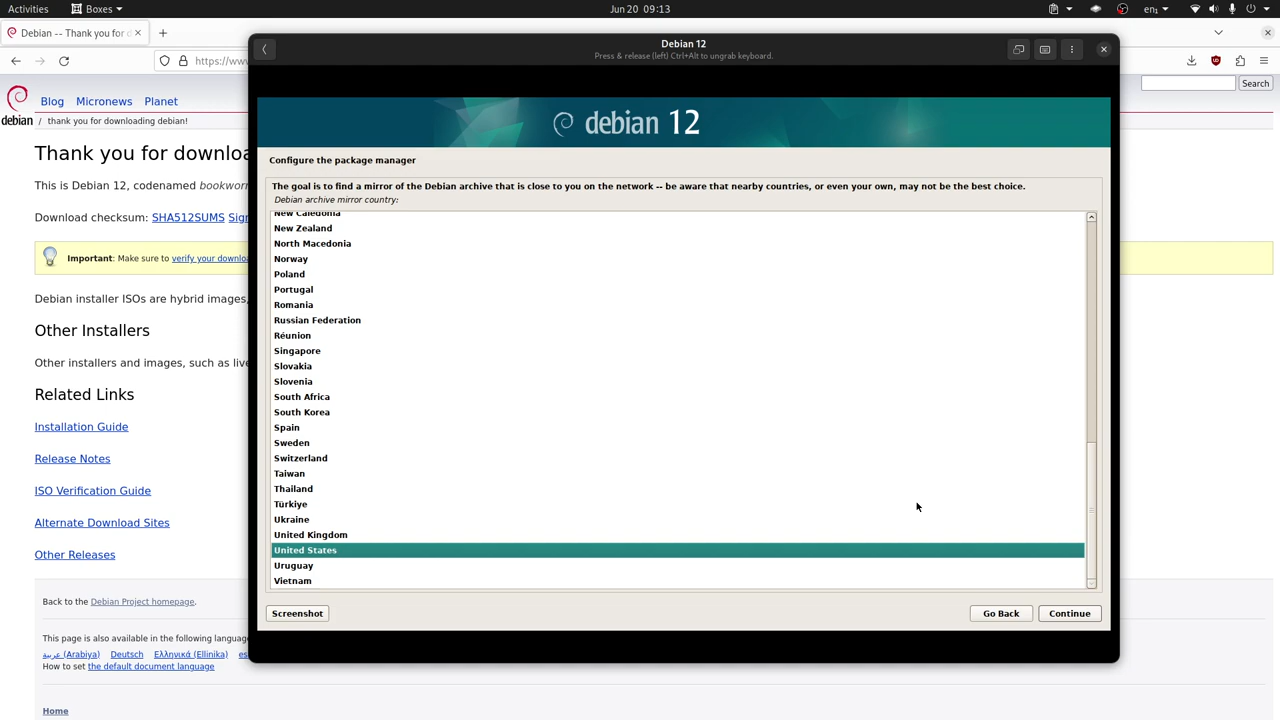 Activities
Boxes
Jun 20 09:13
en₁
Debian -- Thank you for d
https://www
Debian 12
Press & release (left) Ctrl+Alt to ungrab keyboard.
debian
Blog Micronews Planet
Search
/ thank you for downloading debian!
Thank you for downloa
This is Debian 12, codenamed bookwor
Download checksum: SHA512SUMS Sign
Important: Make sure to verify your downloa
Debian installer ISOs are hybrid images,
Other Installers
Other installers and images, such as live
Related Links
Installation Guide
Release Notes
ISO Verification Guide
Alternate Download Sites
Other Releases
Back to the Debian Project homepage.
This page is also available in the following language
عربية (Arabiya) Deutsch Ελληνικά (Ellinika) es
How to set the default document language
Home
debian 12
Configure the package manager
The goal is to find a mirror of the Debian archive that is close to you on the network -- be aware that nearby countries, or even your own, may not be the best choice.
Debian archive mirror country:
New Caledonia
New Zealand
North Macedonia
Norway
Poland
Portugal
Romania
Russian Federation
Réunion
Singapore
Slovakia
Slovenia
South Africa
South Korea
Spain
Sweden
Switzerland
Taiwan
Thailand
Türkiye
Ukraine
United Kingdom
United States
Uruguay
Vietnam
Screenshot
Go Back
Continue